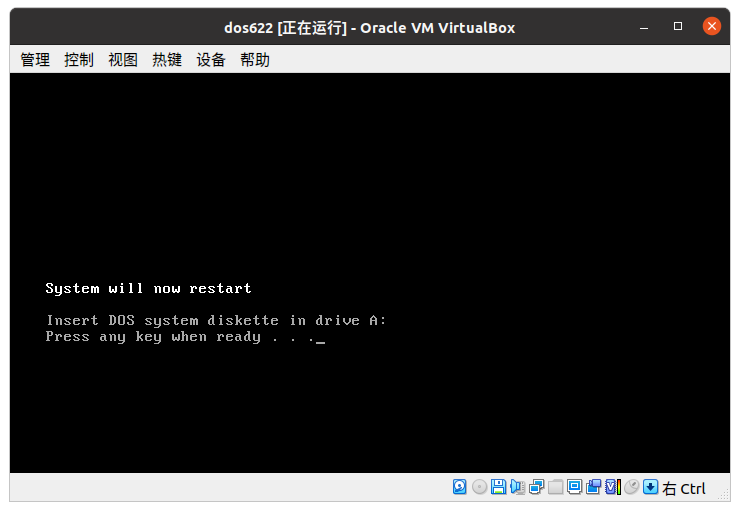 dos622 [正在运行] - Oracle VM VirtualBox
管理 控制 视图 热键 设备 帮助
System will now restart
Insert DOS system diskette in drive A:
Press any key when ready . . ._
右 Ctrl